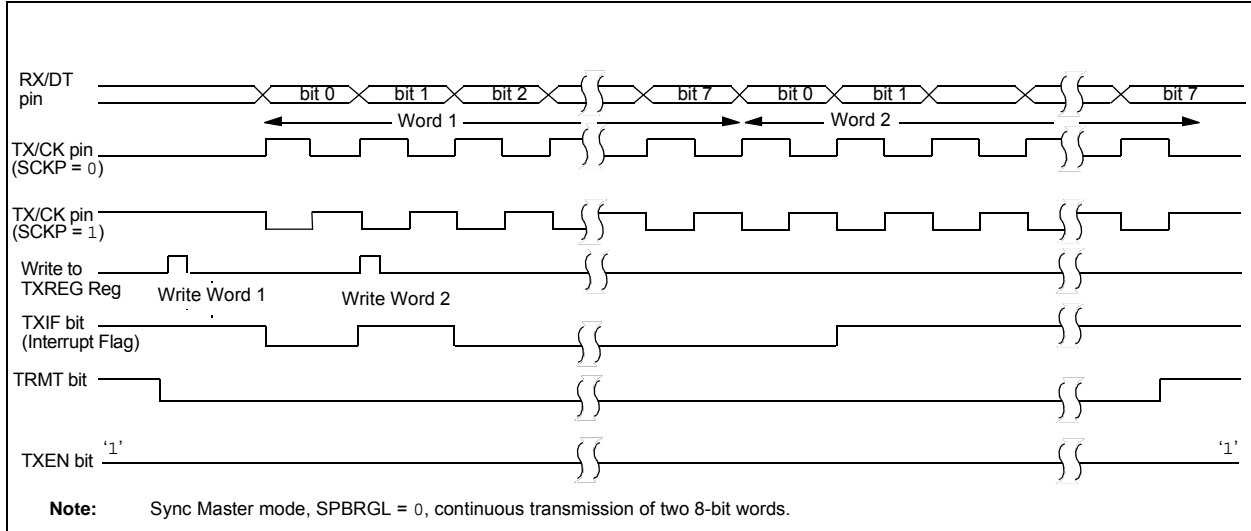 RX/DT
pin
bit 0 bit 1 bit 2 bit 7 bit 0 bit 1 bit 7
Word 1 Word 2
TX/CK pin
(SCKP = 0)
TX/CK pin
(SCKP = 1)
Write to
TXREG Reg
Write Word 1 Write Word 2
TXIF bit
(Interrupt Flag)
TRMT bit
TXEN bit ‘1’ ‘1’
Note: Sync Master mode, SPBRGL = 0, continuous transmission of two 8-bit words.